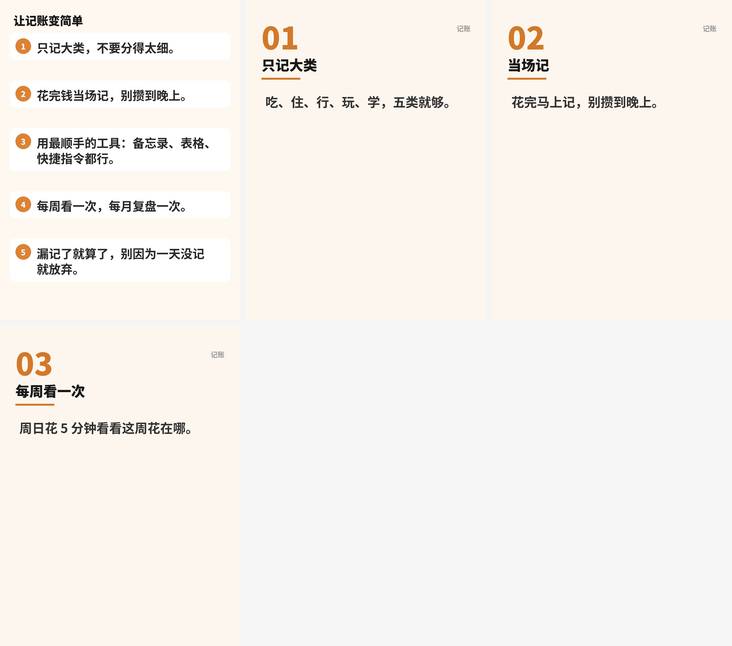 让记账变简单
1 只记大类，不要分得太细。
2 花完钱当场记，别攒到晚上。
3 用最顺手的工具：备忘录、表格、
快捷指令都行。
4 每周看一次，每月复盘一次。
5 漏记了就算了，别因为一天没记
就放弃。
01
记账
只记大类
吃、住、行、玩、学，五类就够。
02
记账
当场记
花完马上记，别攒到晚上。
03
记账
每周看一次
周日花 5 分钟看看这周花在哪。